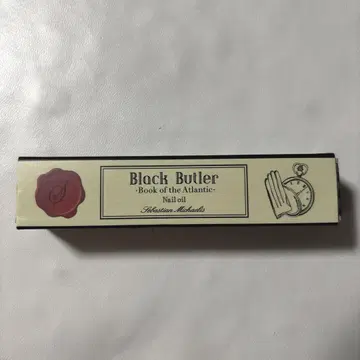 Black Butler
-Book of the Atlantic-
Nail oil
Sebastian Michaelis